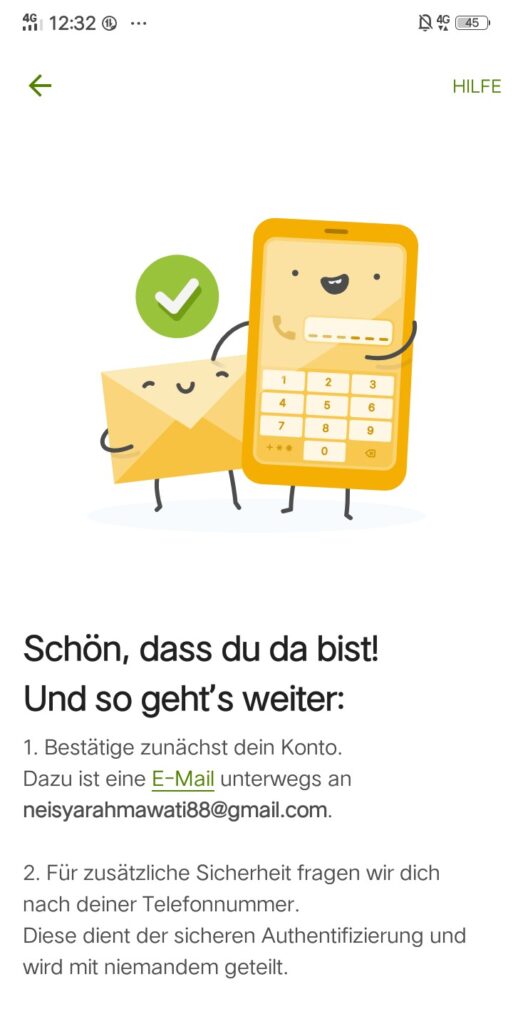 4G 12:32 ... 4G 45
HILFE
1 2 3
4 5 6
7 8 9
+ * # 0
Schön, dass du da bist!
Und so geht's weiter:
1. Bestätige zunächst dein Konto.
Dazu ist eine E-Mail unterwegs an
neisyarahmawati88@gmail.com.
2. Für zusätzliche Sicherheit fragen wir dich
nach deiner Telefonnummer.
Diese dient der sicheren Authentifizierung und
wird mit niemandem geteilt.